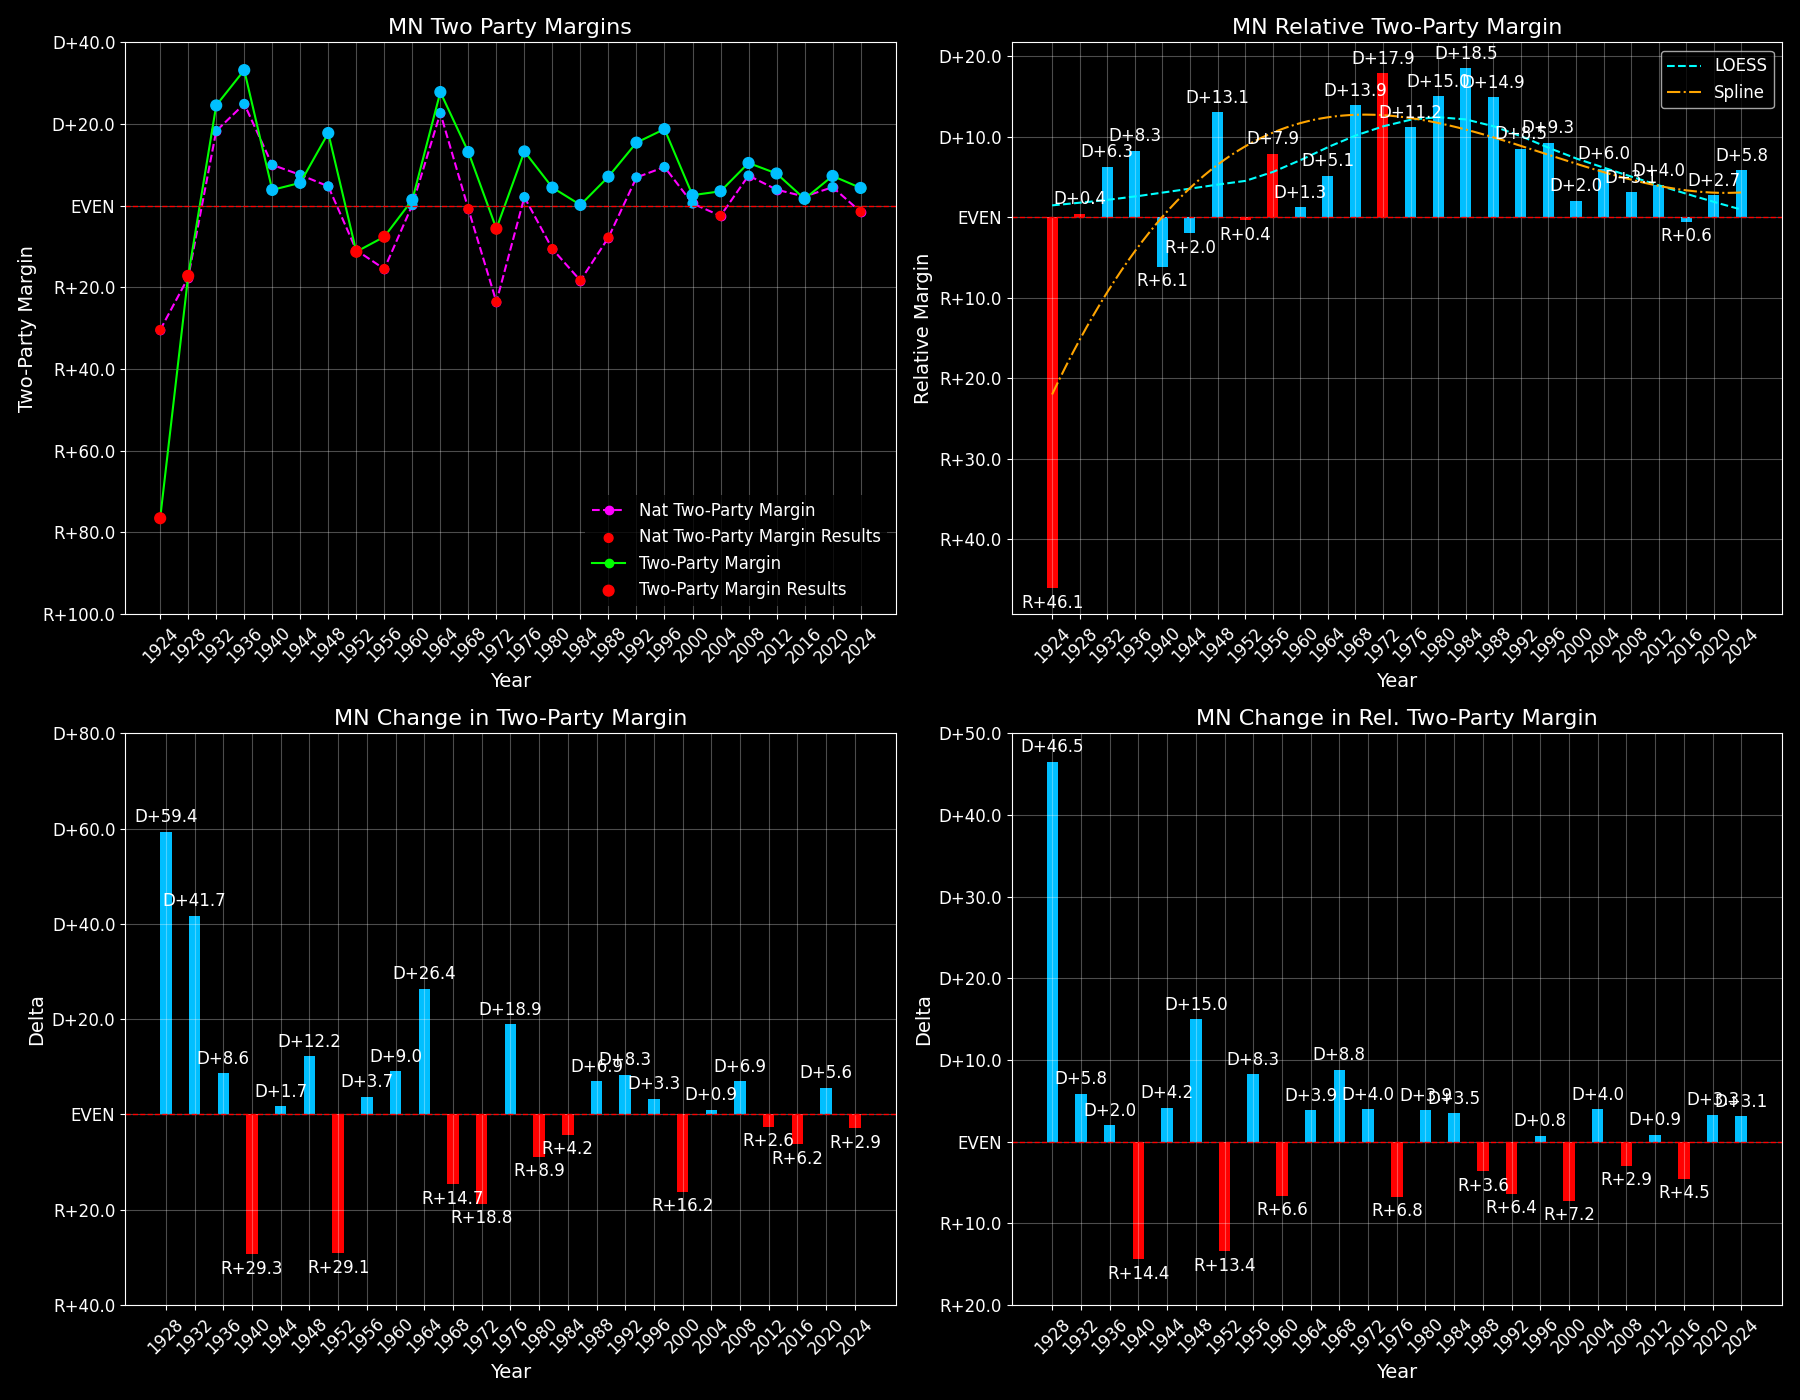 MN Two Party Margins
D+40.0
D+20.0
EVEN
R+20.0
R+40.0
R+60.0
R+80.0
R+100.0
Two-Party Margin
Nat Two-Party Margin
Nat Two-Party Margin Results
Two-Party Margin
Two-Party Margin Results
1924 1928 1932 1936 1940 1944 1948 1952 1956 1960 1964 1968 1972 1976 1980 1984 1988 1992 1996 2000 2004 2008 2012 2016 2020 2024
Year
MN Relative Two-Party Margin
D+20.0
D+10.0
EVEN
R+10.0
R+20.0
R+30.0
R+40.0
Relative Margin
LOESS
Spline
R+46.1 D+0.4 D+6.3 D+8.3 R+6.1 R+2.0 D+13.1 R+0.4 D+7.9 D+1.3 D+5.1 D+13.9 D+17.9 D+11.2 D+15.0 D+18.5 D+14.9 D+8.5 D+9.3 D+2.0 D+6.0 D+3.1 D+4.0 R+0.6 D+2.7 D+5.8
1924 1928 1932 1936 1940 1944 1948 1952 1956 1960 1964 1968 1972 1976 1980 1984 1988 1992 1996 2000 2004 2008 2012 2016 2020 2024
Year
MN Change in Two-Party Margin
D+80.0
D+60.0
D+40.0
D+20.0
EVEN
R+20.0
R+40.0
Delta
D+59.4 D+41.7 D+8.6 R+29.3 D+1.7 D+12.2 R+29.1 D+3.7 D+9.0 D+26.4 R+14.7 R+18.8 D+18.9 R+8.9 R+4.2 D+6.9 D+8.3 D+3.3 R+16.2 D+0.9 D+6.9 R+2.6 R+6.2 D+5.6 R+2.9
1928 1932 1936 1940 1944 1948 1952 1956 1960 1964 1968 1972 1976 1980 1984 1988 1992 1996 2000 2004 2008 2012 2016 2020 2024
Year
MN Change in Rel. Two-Party Margin
D+50.0
D+40.0
D+30.0
D+20.0
D+10.0
EVEN
R+10.0
R+20.0
Delta
D+46.5 D+5.8 D+2.0 R+14.4 D+4.2 D+15.0 R+13.4 D+8.3 R+6.6 D+3.9 D+8.8 D+4.0 R+6.8 D+3.9 D+3.5 R+3.6 R+6.4 D+0.8 R+7.2 D+4.0 R+2.9 D+0.9 R+4.5 D+3.3 D+3.1
1928 1932 1936 1940 1944 1948 1952 1956 1960 1964 1968 1972 1976 1980 1984 1988 1992 1996 2000 2004 2008 2012 2016 2020 2024
Year